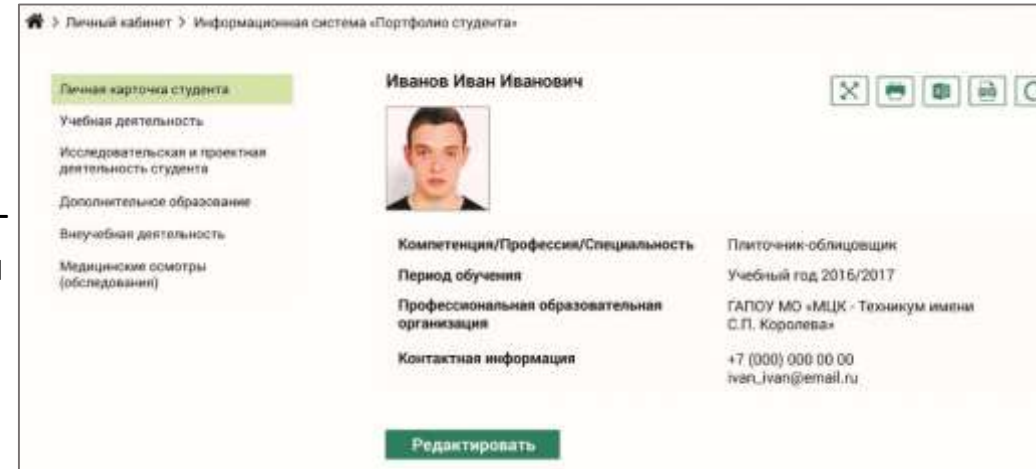 > Личный кабинет > Информационная система «Портфолио студента»
Личная карточка студента
Учебная деятельность
Исследовательская и проектная
деятельность студента
Дополнительное образование
Внеучебная деятельность
Медицинские осмотры
(обследования)
Иванов Иван Иванович
Компетенция/Профессия/Специальность
Плиточник-облицовщик
Период обучения
Учебный год 2016/2017
Профессиональная образовательная
организация
ГАПОУ МО «МЦК - Техникум имени
С.П. Королева»
Контактная информация
+7 (000) 000 00 00
ivan_ivan@email.ru
Редактировать